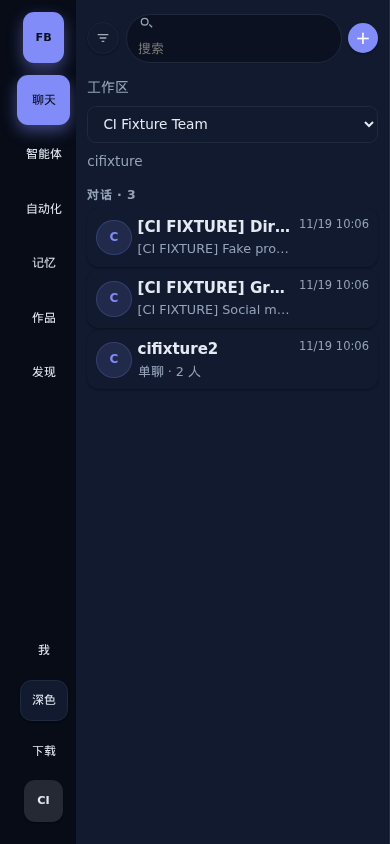 FB
聊天
智能体
自动化
记忆
作品
发现
我
深色
下载
CI
搜索
工作区
CI Fixture Team
cifixture
对话 · 3
C
[CI FIXTURE] Dir...
11/19 10:06
[CI FIXTURE] Fake pro...
C
[CI FIXTURE] Gr...
11/19 10:06
[CI FIXTURE] Social m...
C
cifixture2
11/19 10:06
单聊 · 2 人